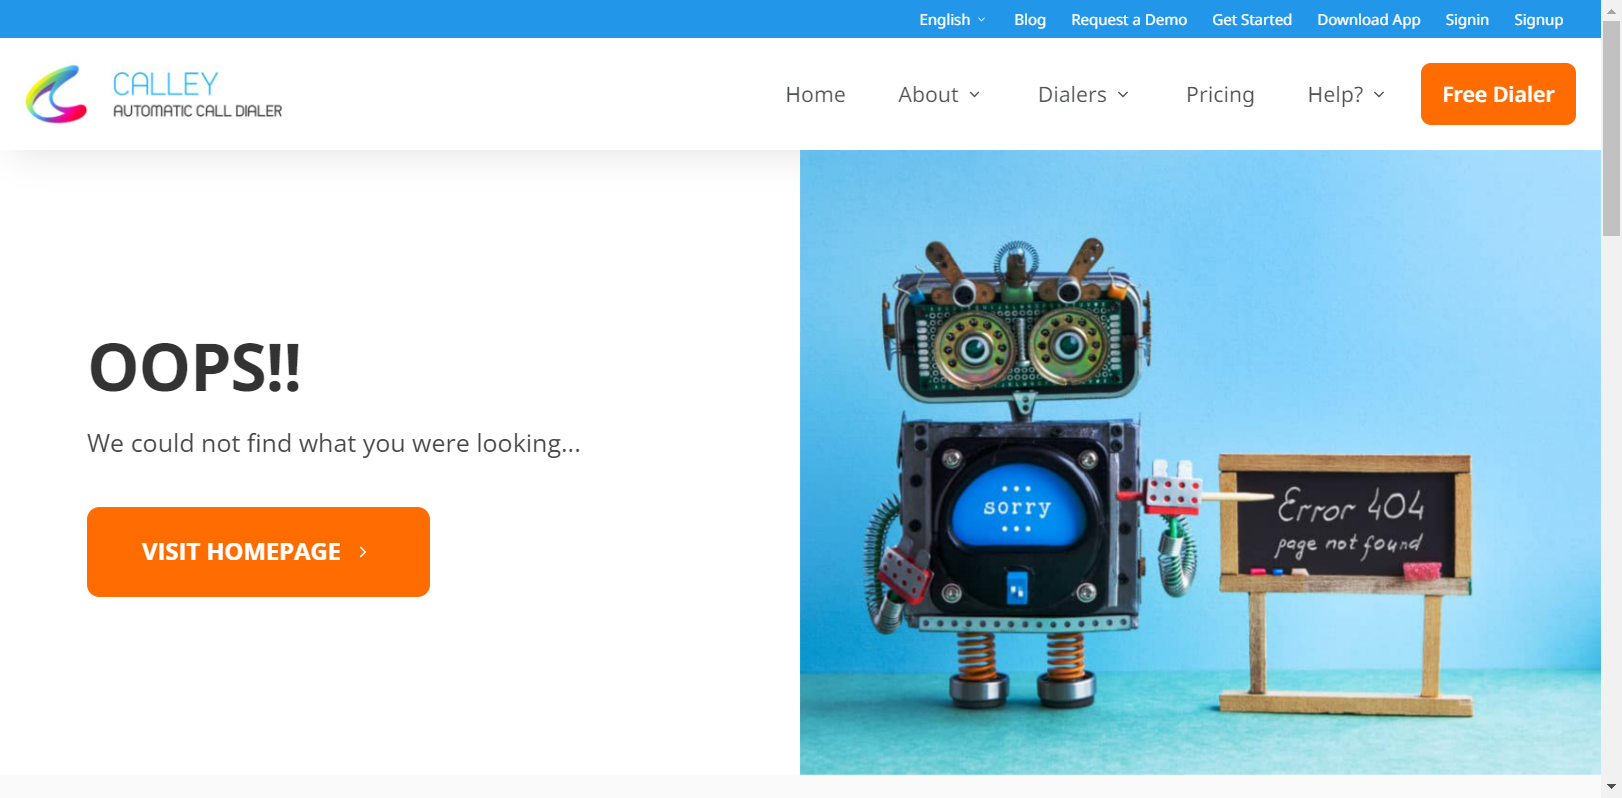 English Blog Request a Demo Get Started Download App Signin Signup
CALLEY
AUTOMATIC CALL DIALER
Home About Dialers Pricing Help? Free Dialer
OOPS!!
We could not find what you were looking...
VISIT HOMEPAGE
sorry
Error 404
page not found